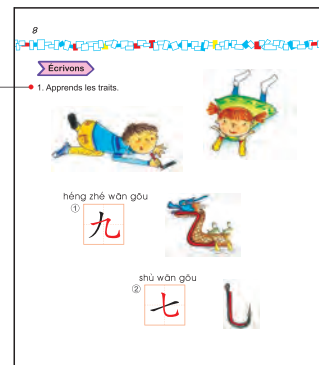 8
Écrivons
1. Apprends les traits.
héng zhé wān gōu
①
九
shù wān gōu
②
七